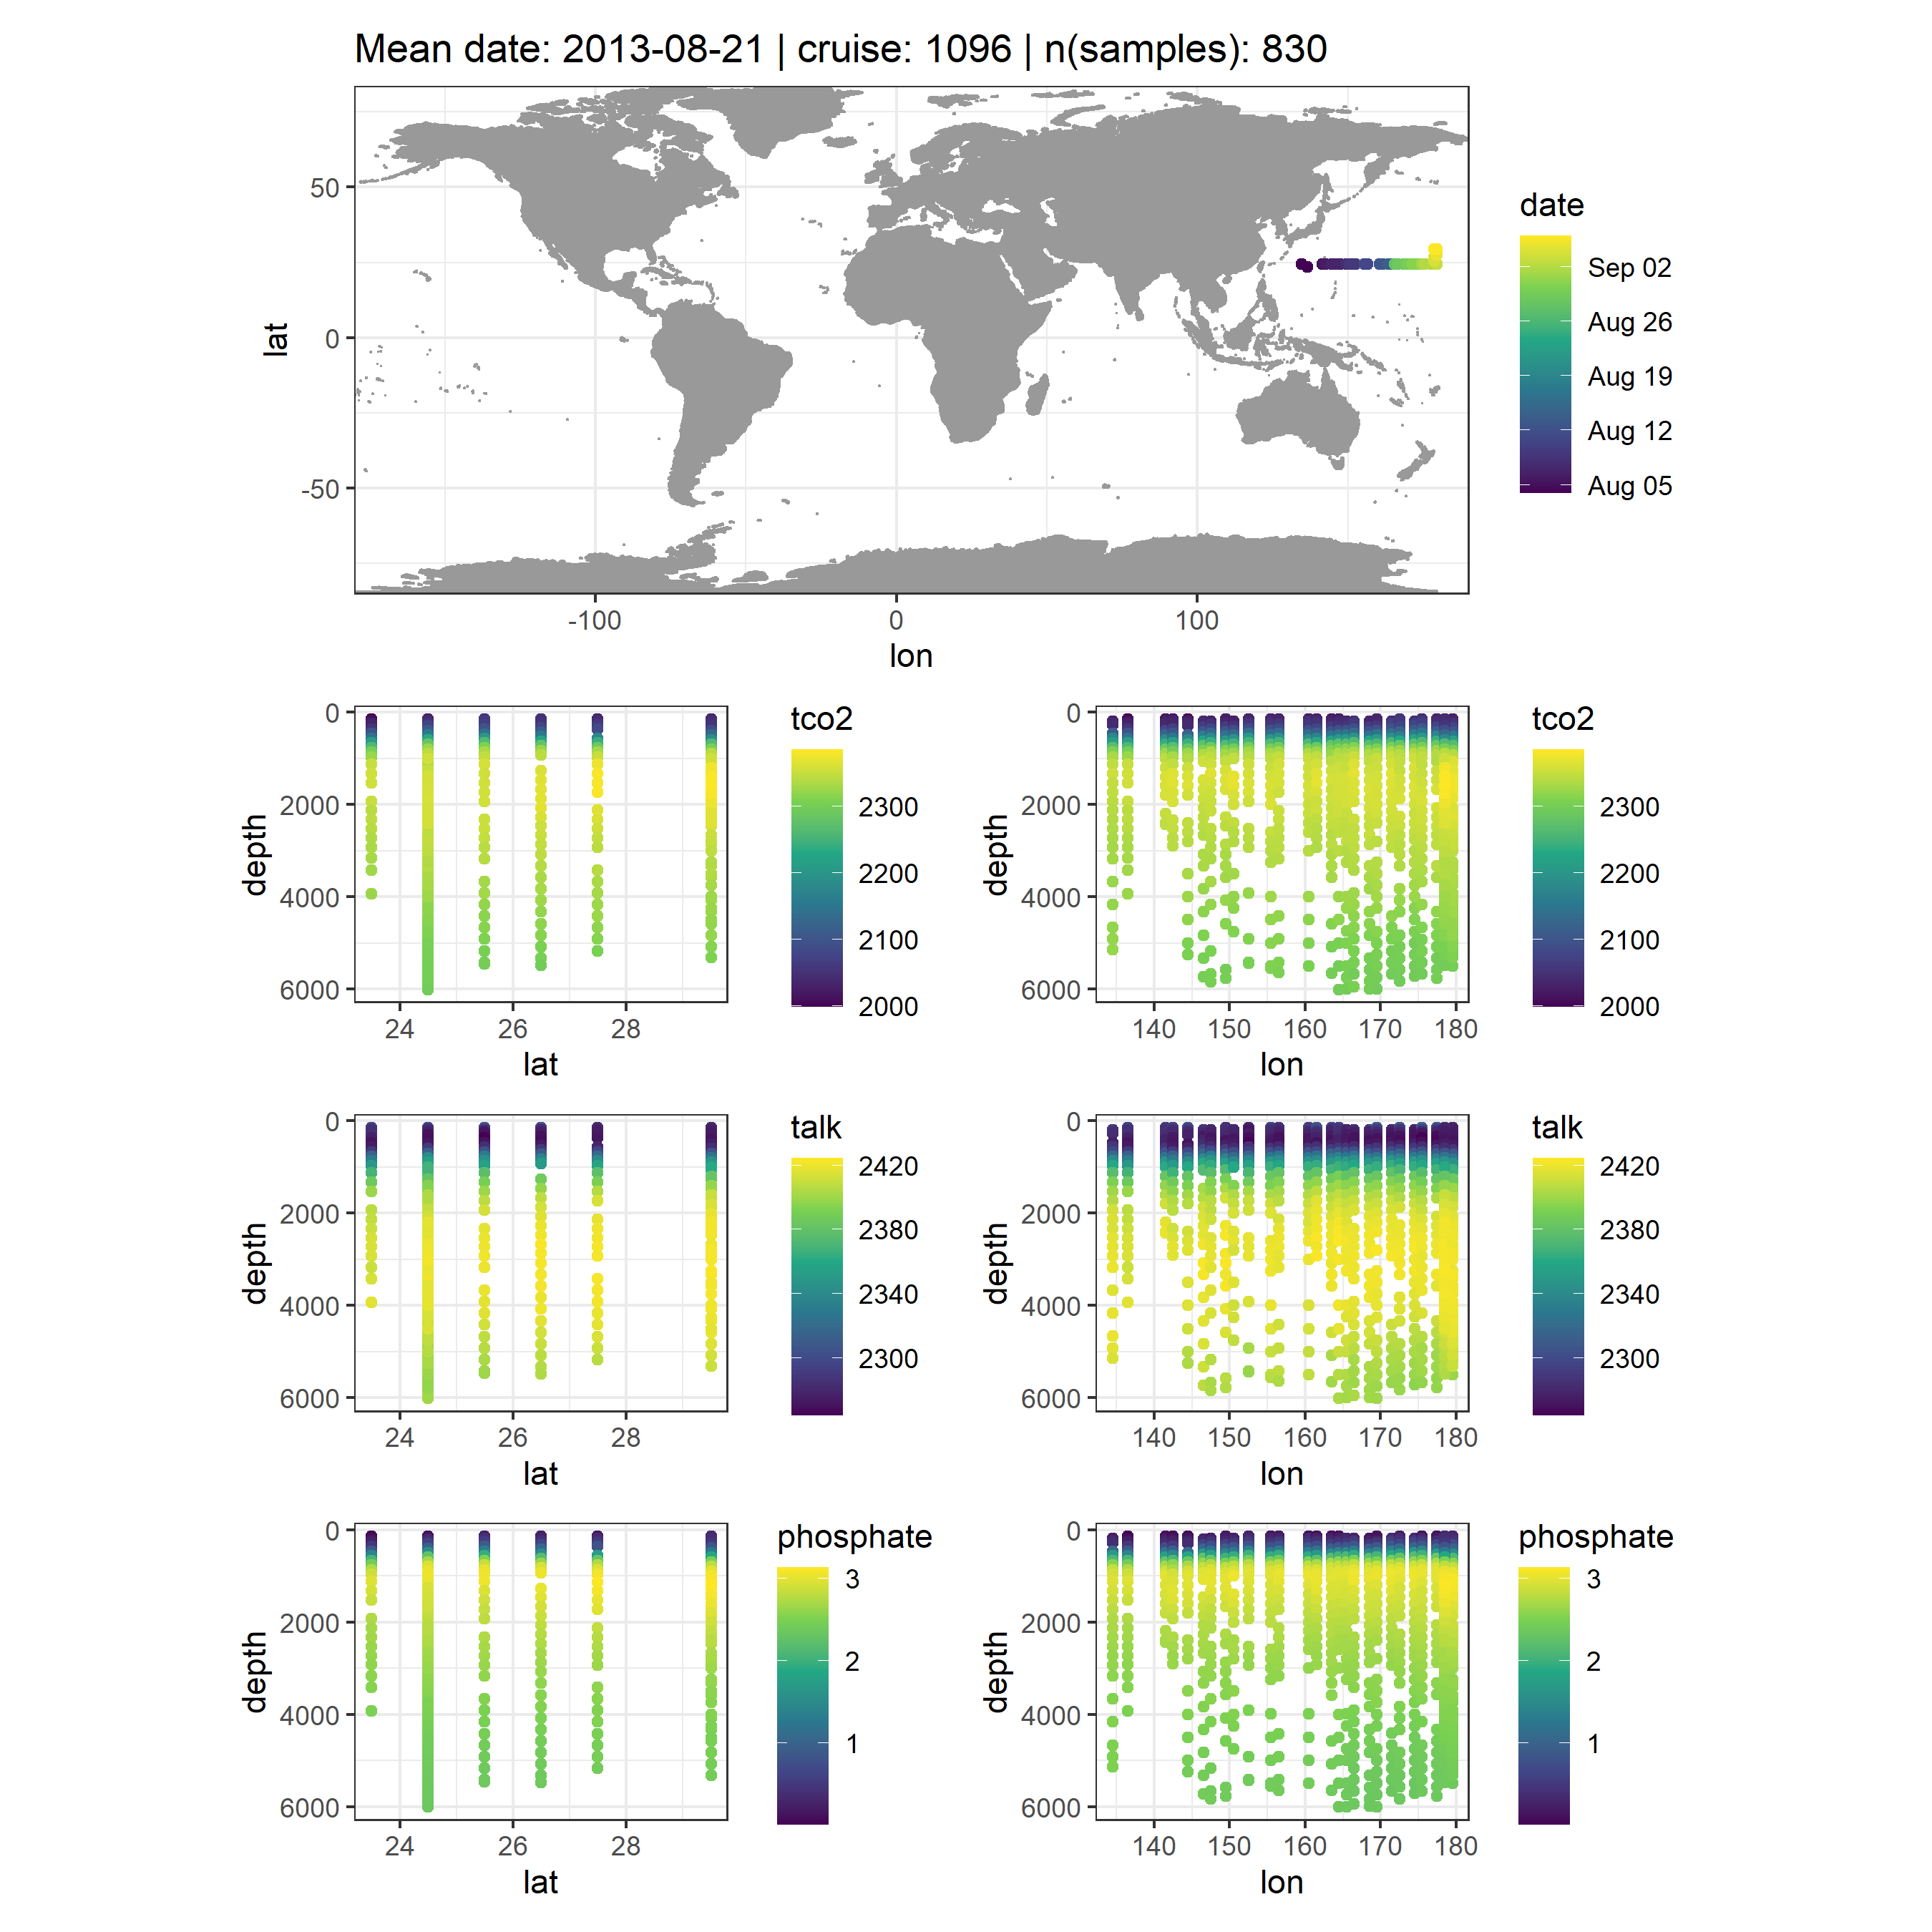 Mean date: 2013-08-21 | cruise: 1096 | n(samples): 830
50
0
-50
lat
-100
0
100
lon
date
Sep 02
Aug 26
Aug 19
Aug 12
Aug 05
0
2000
4000
6000
depth
24
26
28
lat
tco2
2300
2200
2100
2000
0
2000
4000
6000
depth
140
150
160
170
180
lon
tco2
2300
2200
2100
2000
0
2000
4000
6000
depth
24
26
28
lat
talk
2420
2380
2340
2300
0
2000
4000
6000
depth
140
150
160
170
180
lon
talk
2420
2380
2340
2300
0
2000
4000
6000
depth
24
26
28
lat
phosphate
3
2
1
0
2000
4000
6000
depth
140
150
160
170
180
lon
phosphate
3
2
1